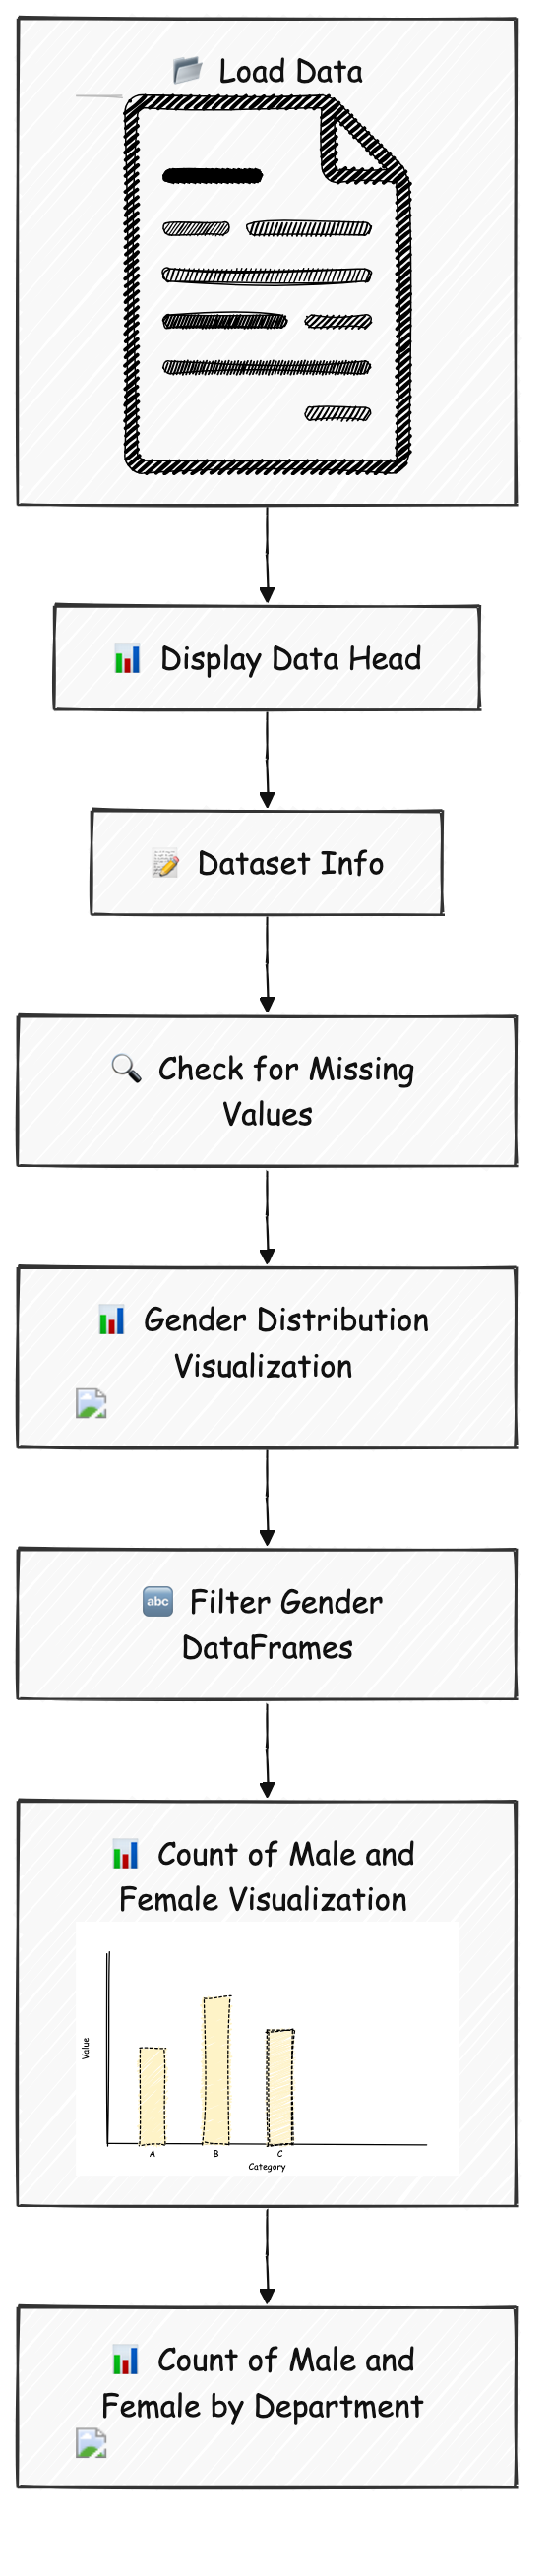 Load Data
Display Data Head
Dataset Info
Check for Missing
Values
Gender Distribution
Visualization
abc
Filter Gender
DataFrames
Count of Male and
Female Visualization
Value
A
B
C
Category
Count of Male and
Female by Department